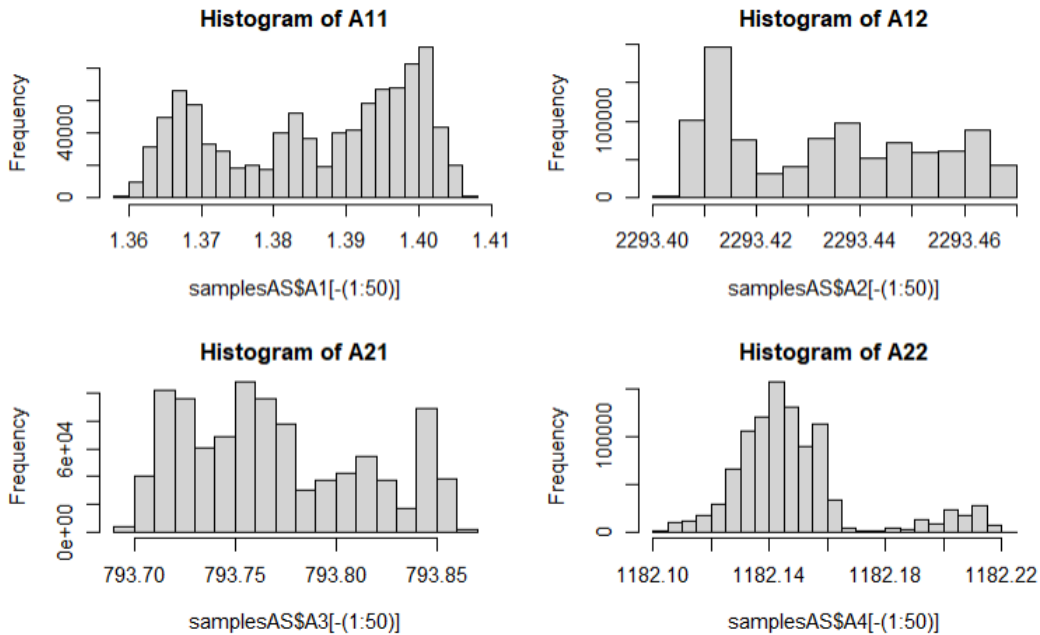 Histogram of A11
Frequency
0
40000
1.36 1.37 1.38 1.39 1.40 1.41
samplesAS$A1[-(1:50)]
Histogram of A12
Frequency
0
100000
2293.40 2293.42 2293.44 2293.46
samplesAS$A2[-(1:50)]
Histogram of A21
Frequency
0e+00
6e+04
793.70 793.75 793.80 793.85
samplesAS$A3[-(1:50)]
Histogram of A22
Frequency
0
100000
1182.10 1182.14 1182.18 1182.22
samplesAS$A4[-(1:50)]